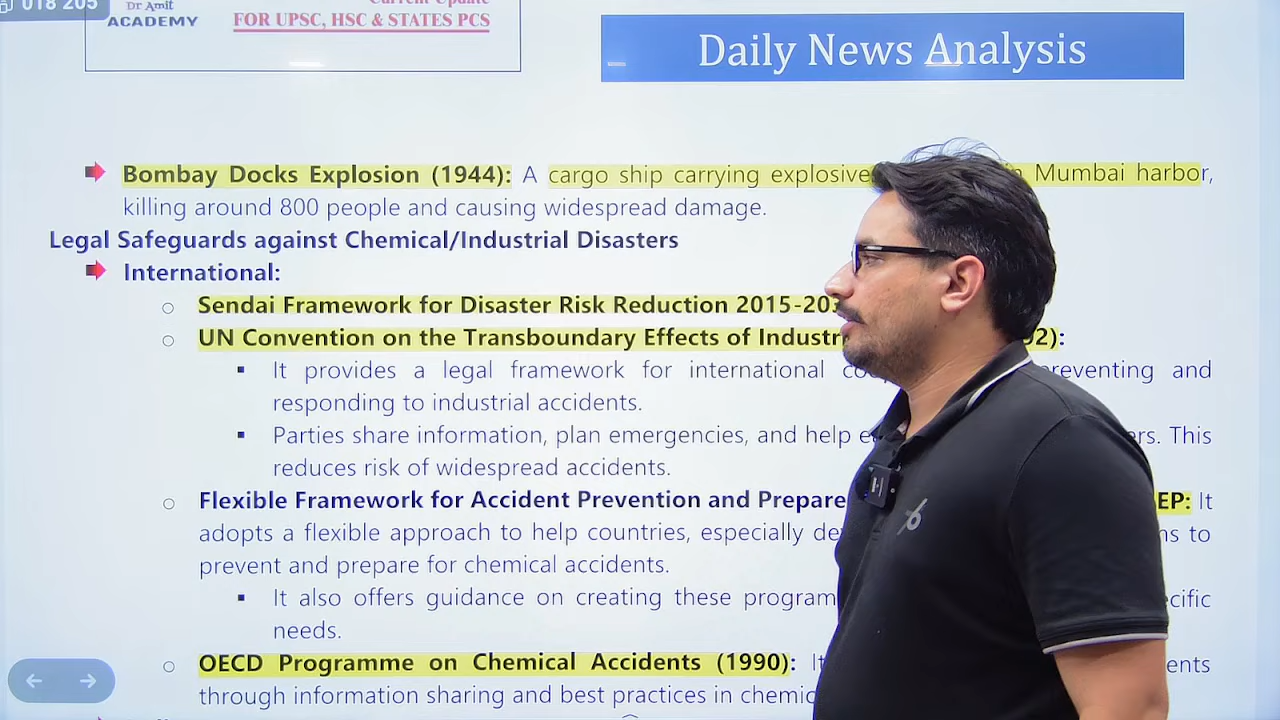 018 205
Dr Amit
ACADEMY
Current Update
FOR UPSC, HSC & STATES PCS
Daily News Analysis
Bombay Docks Explosion (1944): A cargo ship carrying explosive Mumbai harbor,
killing around 800 people and causing widespread damage.
Legal Safeguards against Chemical/Industrial Disasters
International:
Sendai Framework for Disaster Risk Reduction 2015-20
UN Convention on the Transboundary Effects of Industr 92):
It provides a legal framework for international preventing and
responding to industrial accidents.
Parties share information, plan emergencies, and help ers. This
reduces risk of widespread accidents.
Flexible Framework for Accident Prevention and Prepare EP: It
adopts a flexible approach to help countries, especially de ns to
prevent and prepare for chemical accidents.
It also offers guidance on creating these program ecific
needs.
OECD Programme on Chemical Accidents (1990): It ents
through information sharing and best practices in chemic